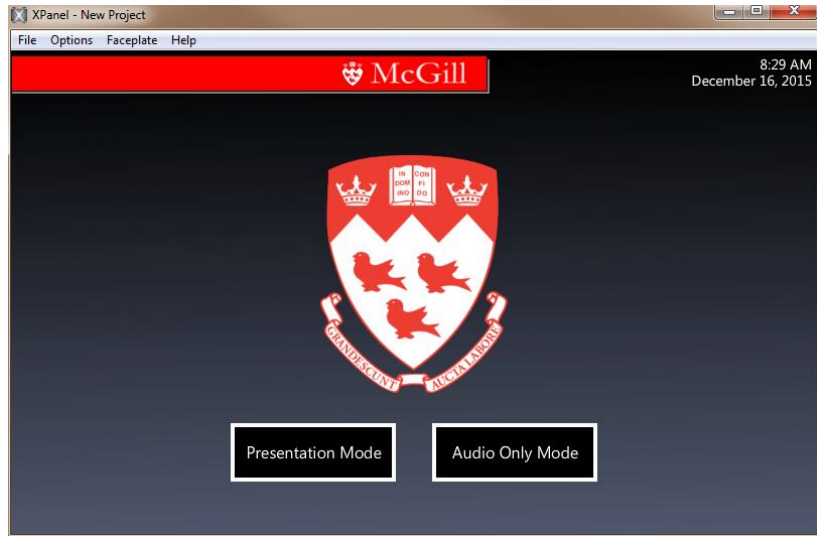 XPanel - New Project
File Options Faceplate Help
McGill
8:29 AM
December 16, 2015
IN CON
DOM FI
INO DO
GRANDESCUNT AUCTA LABORE
Presentation Mode Audio Only Mode